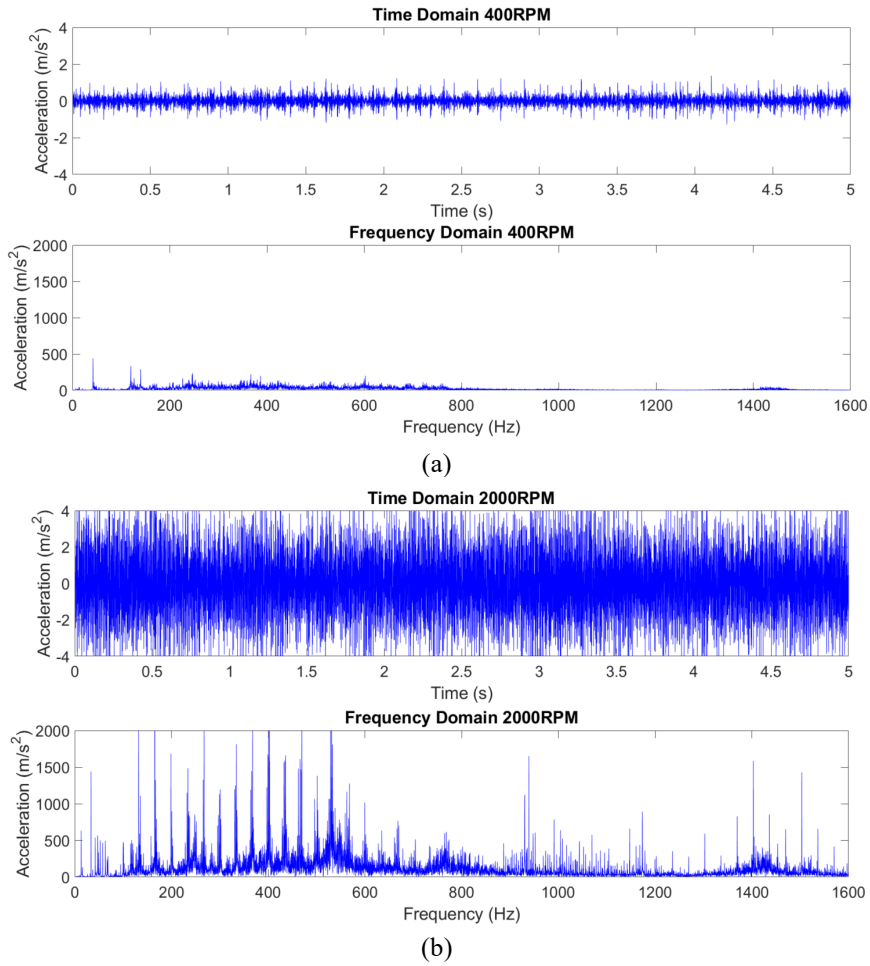 Time Domain 400RPM
4
2
0
-2
-4
Acceleration (m/s²)
0 0.5 1 1.5 2 2.5 3 3.5 4 4.5 5
Time (s)
Frequency Domain 400RPM
2000
1500
1000
500
0
Acceleration (m/s²)
0 200 400 600 800 1000 1200 1400 1600
Frequency (Hz)
(a)
Time Domain 2000RPM
4
2
0
-2
-4
Acceleration (m/s²)
0 0.5 1 1.5 2 2.5 3 3.5 4 4.5 5
Time (s)
Frequency Domain 2000RPM
2000
1500
1000
500
0
Acceleration (m/s²)
0 200 400 600 800 1000 1200 1400 1600
Frequency (Hz)
(b)